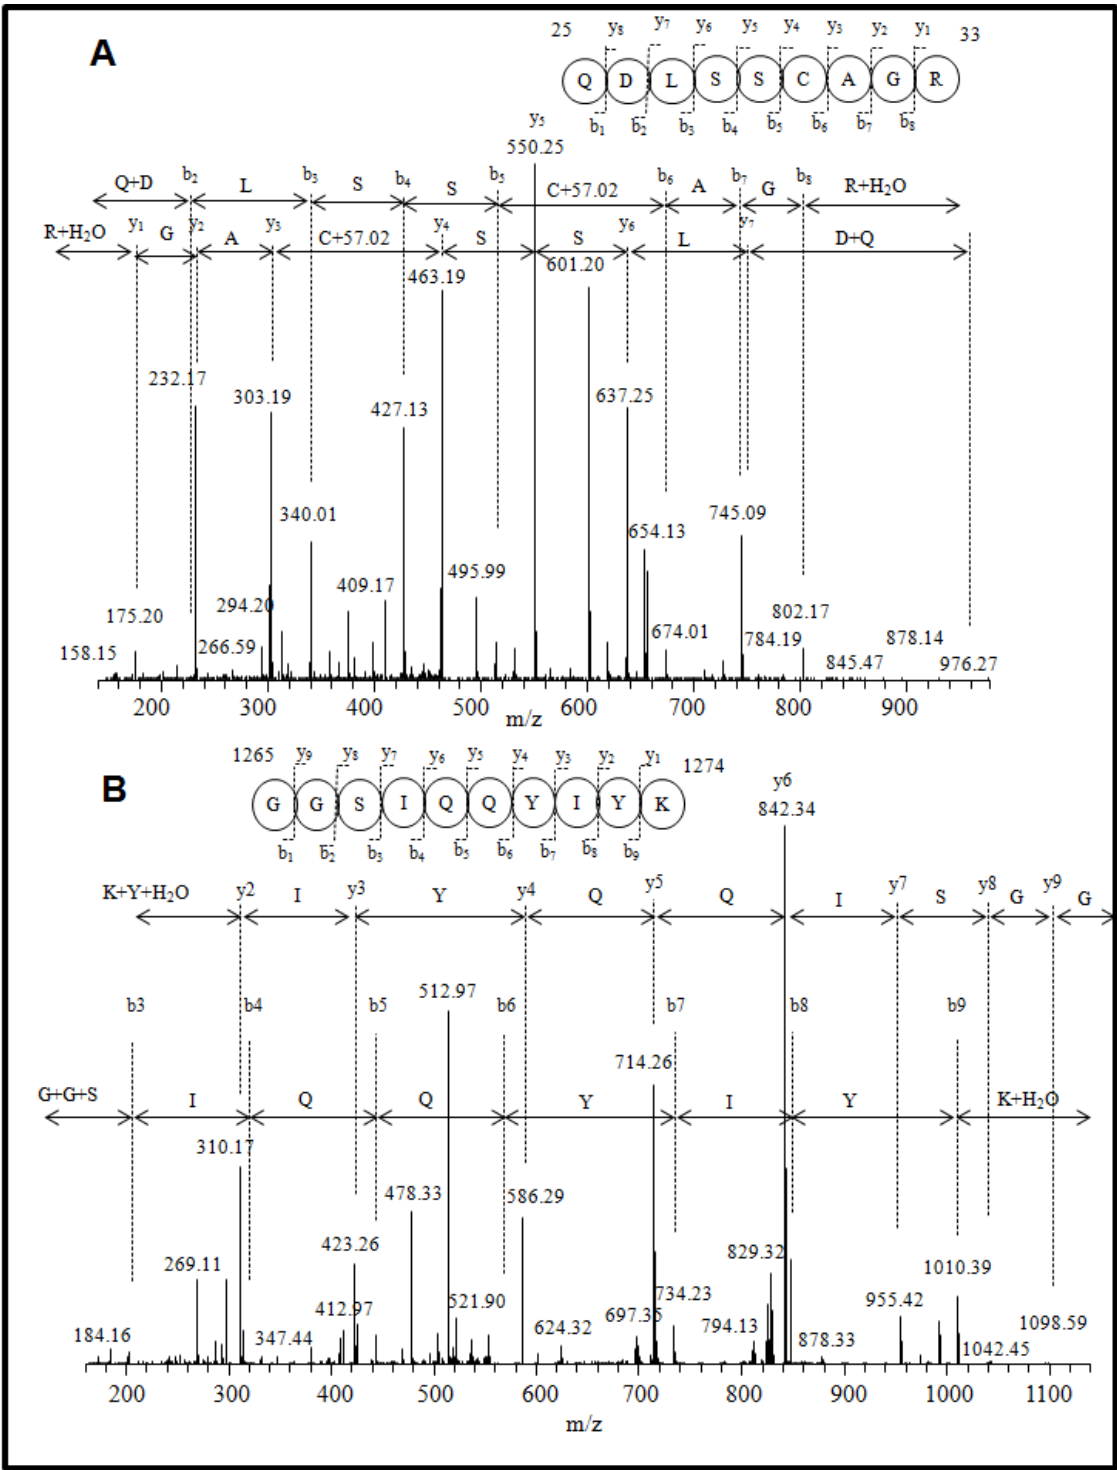 A
25 y8 y7 y6 y5 y4 y3 y2 y1 33
Q D L S S C A G R
b1 b2 b3 b4 b5 b6 b7 b8
y5
550.25
Q+D b2 L b3 S b4 S b5 C+57.02 b6 A b7 G b8 R+H2O
R+H2O y1 G y2 A y3 C+57.02 y4 S S y6 L y7 D+Q
463.19 601.20
232.17 303.19 427.13 637.25
340.01 745.09
654.13
409.17 495.99
175.20 294.20 802.17
674.01 784.19 878.14
158.15 266.59 845.47 976.27
200 300 400 500 600 700 800 900
m/z
B
1265 y9 y8 y7 y6 y5 y4 y3 y2 y1 1274
G G S I Q Q Y I Y K
b1 b2 b3 b4 b5 b6 b7 b8 b9
y6
842.34
K+Y+H2O y2 I y3 Y y4 Q y5 Q I y7 S y8 G y9 G
b3 b4 b5 512.97 b6 b7 b8 b9
714.26
G+G+S I Q Q Y I Y K+H2O
310.17
478.33 586.29
423.26 829.32
269.11 1010.39
412.97 521.90 734.23 955.42
697.35
184.16 347.44 624.32 794.13 878.33 1042.45 1098.59
200 300 400 500 600 700 800 900 1000 1100
m/z